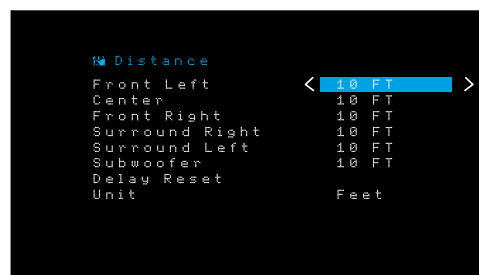 Distance
Front Left < 10 FT >
Center 10 FT
Front Right 10 FT
Surround Right 10 FT
Surround Left 10 FT
Subwoofer 10 FT
Delay Reset
Unit Feet